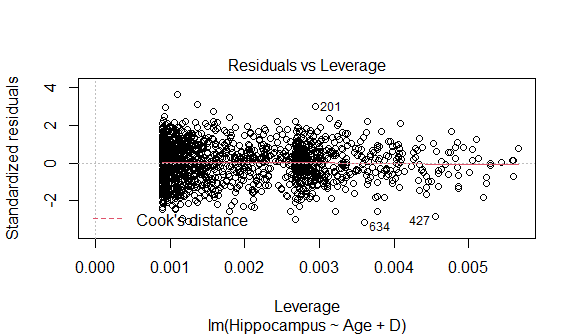 Residuals vs Leverage
Standardized residuals
4
2
0
-2
201
634
427
Cook's distance
0.000 0.001 0.002 0.003 0.004 0.005
Leverage
lm(Hippocampus ~ Age + D)